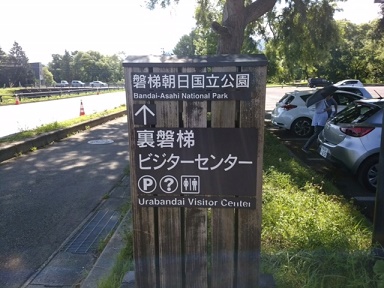 磐梯朝日国立公園
Bandai-Asahi National Park
↑
裏磐梯
ビジターセンター
P ?
Urabandai Visitor Center